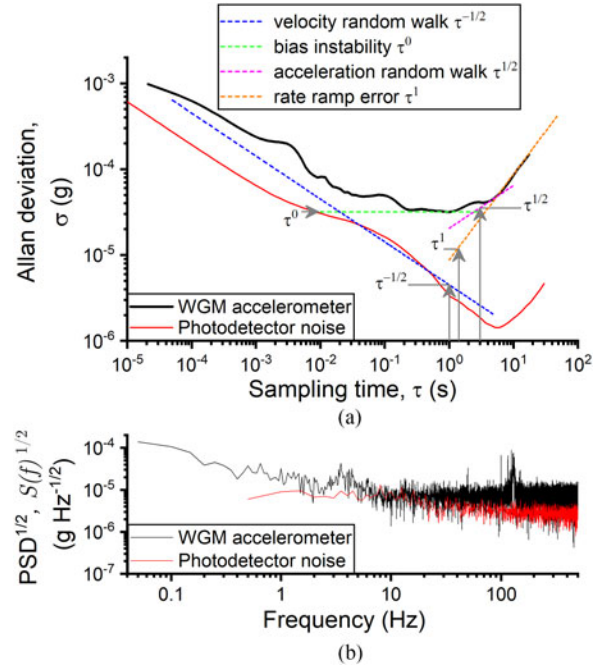 velocity random walk τ^-1/2
bias instability τ^0
acceleration random walk τ^1/2
rate ramp error τ^1
10^-3
10^-4
10^-5
10^-6
Allan deviation,
σ (g)
τ^0
τ^1/2
τ^1
τ^-1/2
WGM accelerometer
Photodetector noise
10^-5 10^-4 10^-3 10^-2 10^-1 10^0 10^1 10^2
Sampling time, τ (s)
(a)
PSD^1/2, S(f)^1/2
(g Hz^-1/2)
10^-4
10^-5
10^-6
10^-7
WGM accelerometer
Photodetector noise
0.1 1 10 100
Frequency (Hz)
(b)